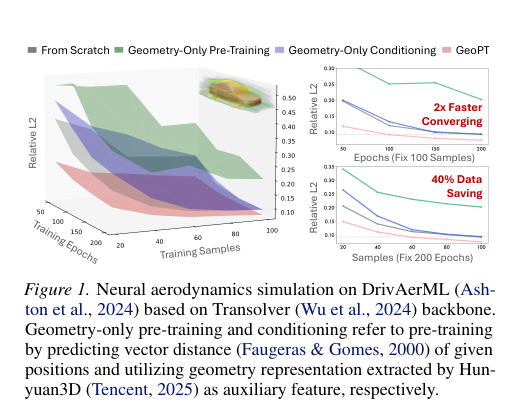 From Scratch Geometry-Only Pre-Training Geometry-Only Conditioning GeoPT
Relative L2
0.50
0.45
0.40
0.35
0.30
0.25
0.20
0.15
0.10
50
100
150
200
Training Epochs
20
40
60
80
100
Training Samples
Relative L2
0.30
0.20
0.10
2x Faster
Converging
50 100 150 200
Epochs (Fix 100 Samples)
Relative L2
0.35
0.30
0.25
0.20
0.15
0.10
40% Data
Saving
20 40 60 80 100
Samples (Fix 200 Epochs)
Figure 1. Neural aerodynamics simulation on DrivAerML (Ash-
ton et al., 2024) based on Transolver (Wu et al., 2024) backbone.
Geometry-only pre-training and conditioning refer to pre-training
by predicting vector distance (Faugeras & Gomes, 2000) of given
positions and utilizing geometry representation extracted by Hun-
yuan3D (Tencent, 2025) as auxiliary feature, respectively.